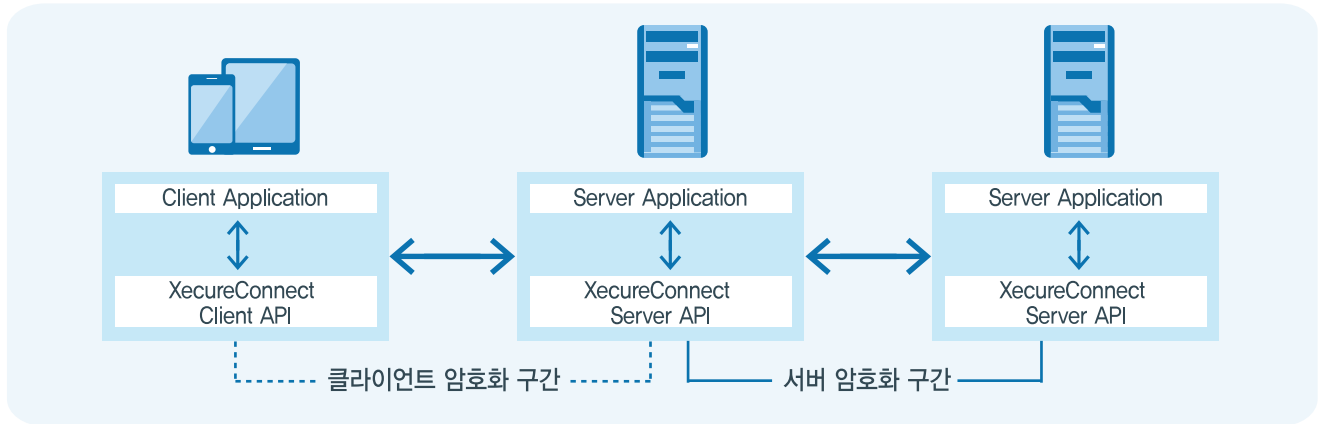 Client Application
XecureConnect
Client API
Server Application
XecureConnect
Server API
Server Application
XecureConnect
Server API
클라이언트 암호화 구간
서버 암호화 구간